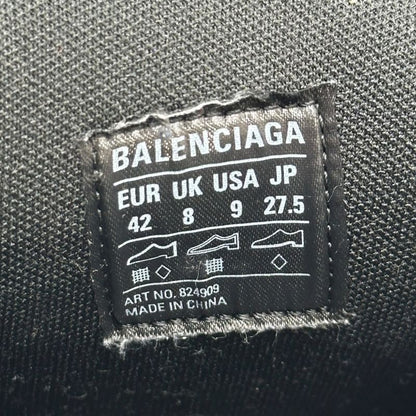 BALENCIAGA
EUR UK USA JP
42 8 9 27.5
ART NO. 824909
MADE IN CHINA